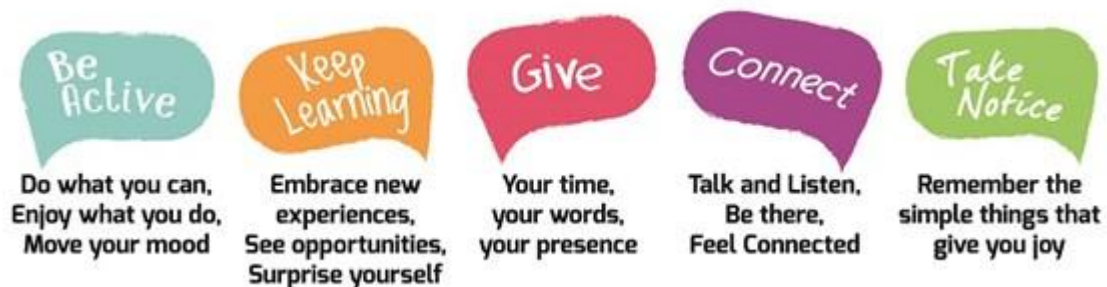 Be
Active
Do what you can,
Enjoy what you do,
Move your mood
Keep
Learning
Embrace new
experiences,
See opportunities,
Surprise yourself
Give
Your time,
your words,
your presence
Connect
Talk and Listen,
Be there,
Feel Connected
Take
Notice
Remember the
simple things that
give you joy